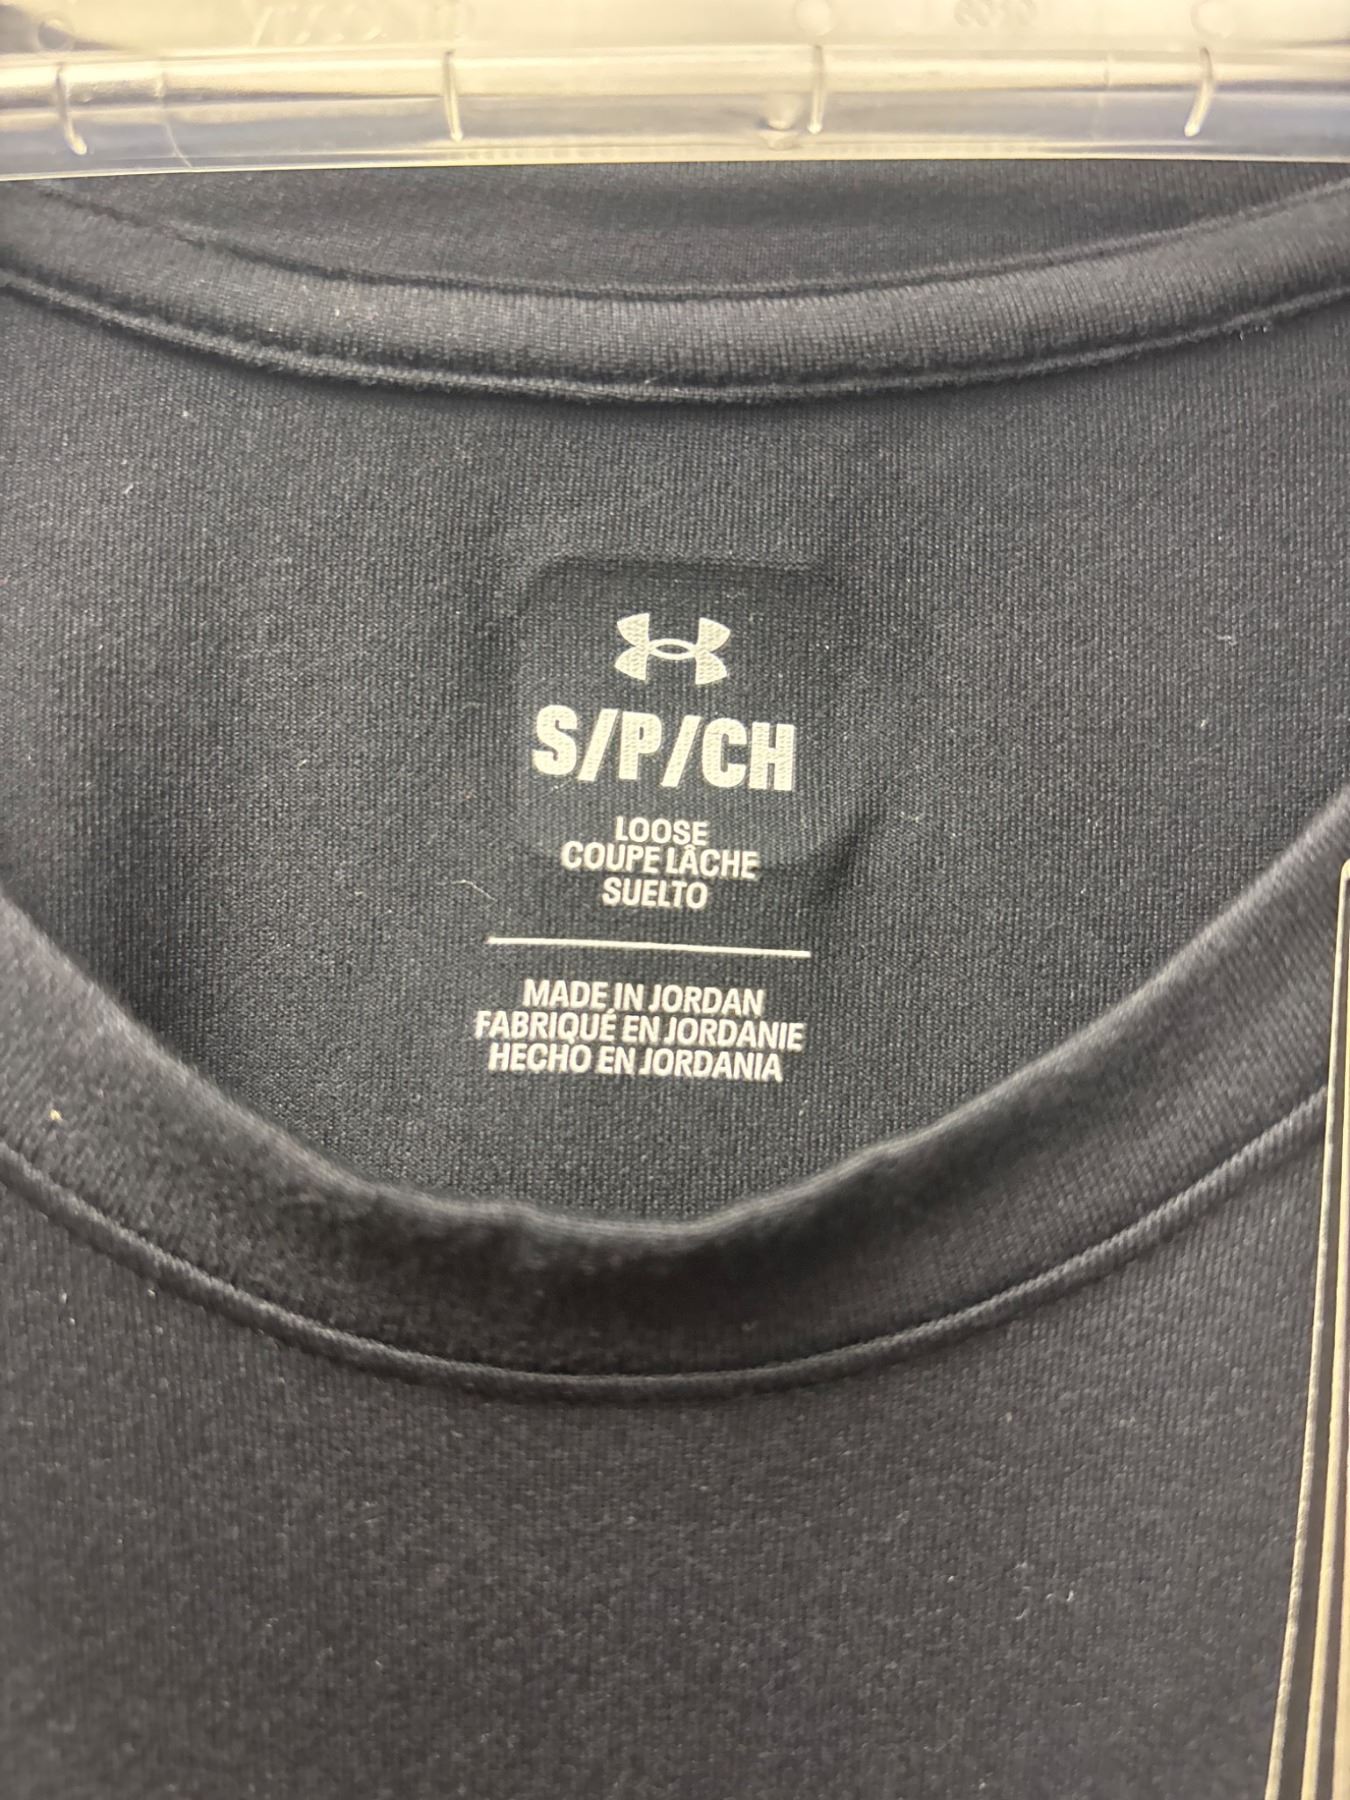 S/P/CH
LOOSE
COUPE LÂCHE
SUELTO
MADE IN JORDAN
FABRIQUÉ EN JORDANIE
HECHO EN JORDANIA